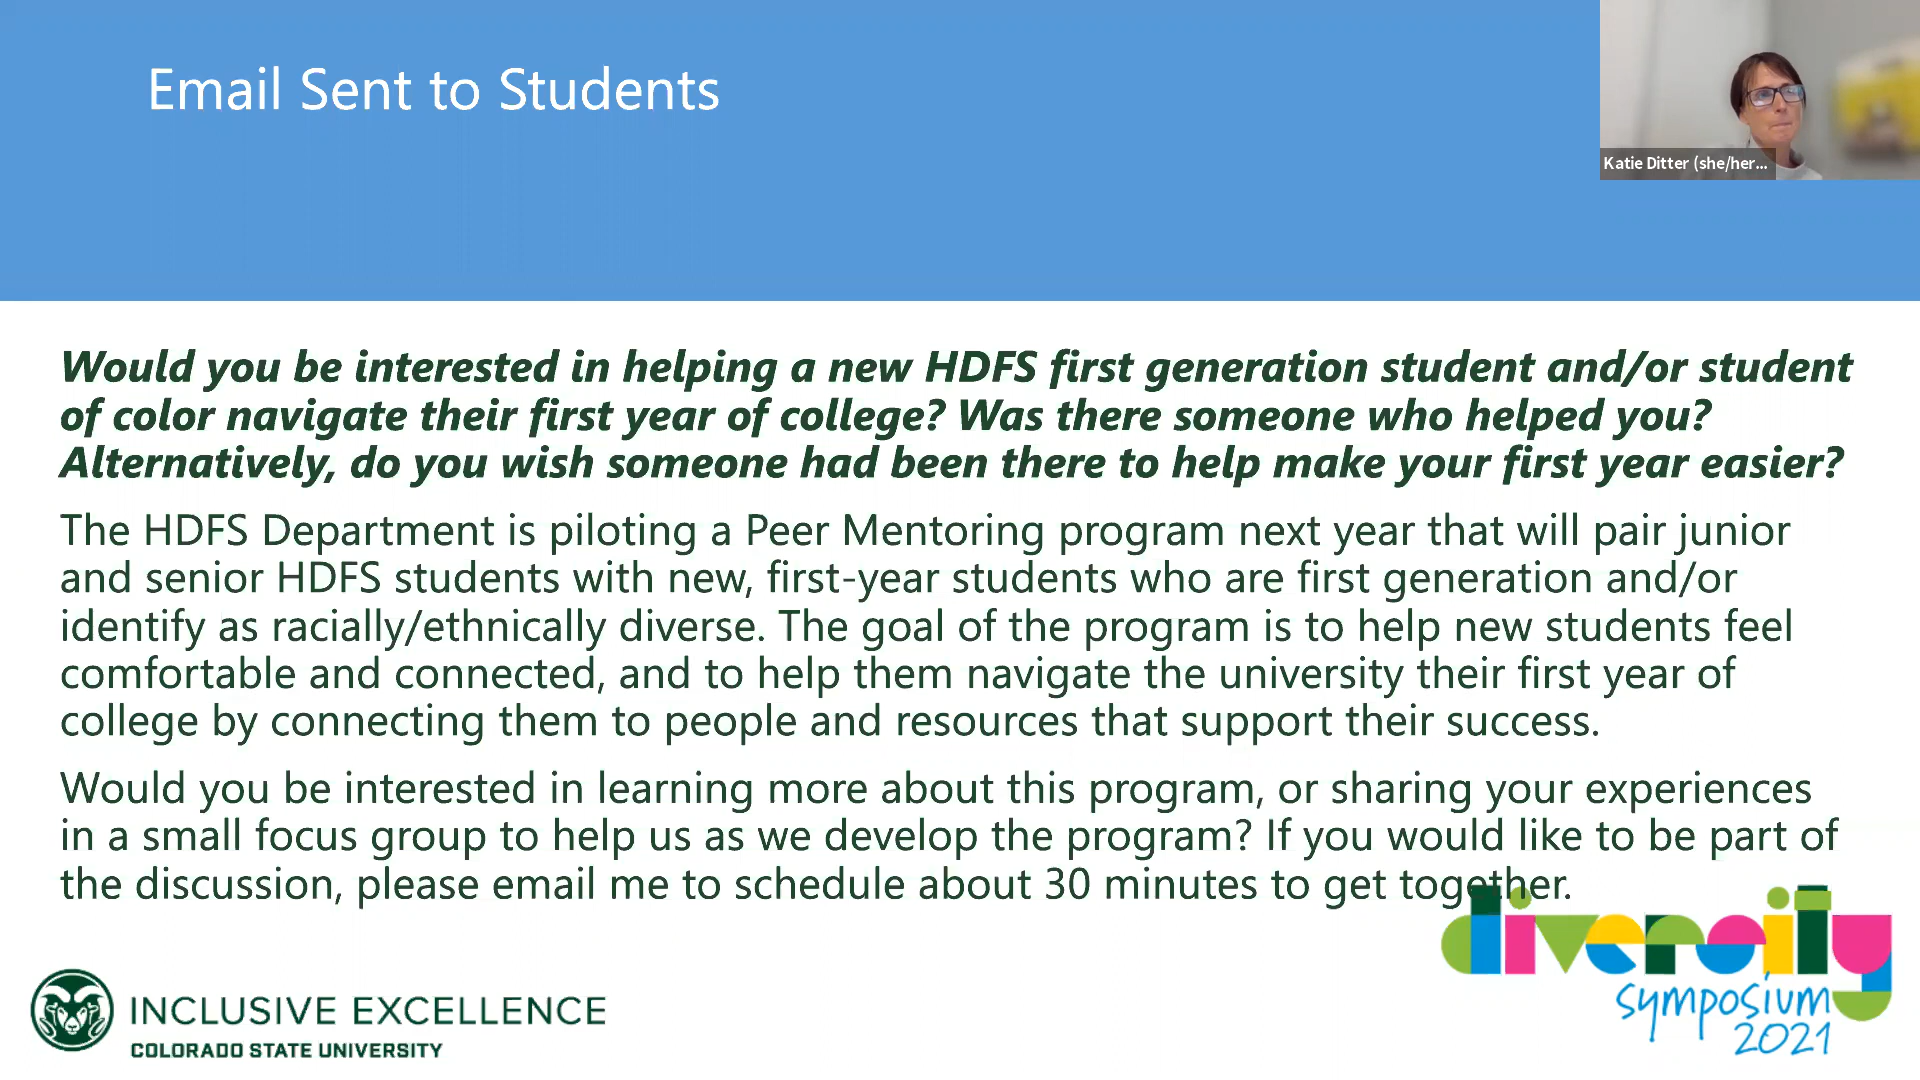 Email Sent to Students
Katie Ditter (she/her...
Would you be interested in helping a new HDFS first generation student and/or student
of color navigate their first year of college? Was there someone who helped you?
Alternatively, do you wish someone had been there to help make your first year easier?
The HDFS Department is piloting a Peer Mentoring program next year that will pair junior
and senior HDFS students with new, first-year students who are first generation and/or
identify as racially/ethnically diverse. The goal of the program is to help new students feel
comfortable and connected, and to help them navigate the university their first year of
college by connecting them to people and resources that support their success.
Would you be interested in learning more about this program, or sharing your experiences
in a small focus group to help us as we develop the program? If you would like to be part of
the discussion, please email me to schedule about 30 minutes to get together.
diversity
symposium
2021
INCLUSIVE EXCELLENCE
COLORADO STATE UNIVERSITY